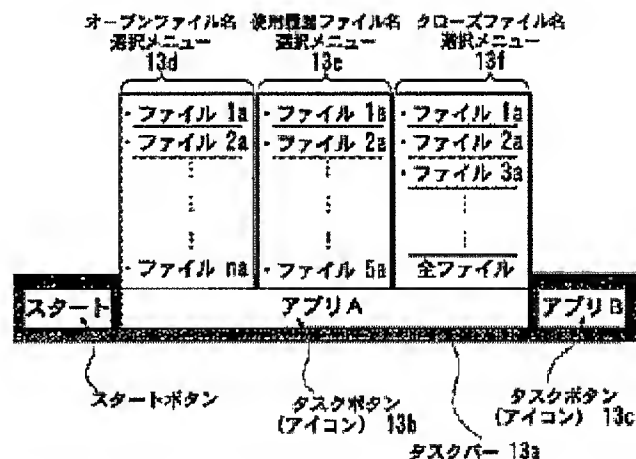 オープンファイル名 使用履歴ファイル名 クローズファイル名
選択メニュー 選択メニュー 選択メニュー
13d 13e 13f
・ファイル 1a ・ファイル 1a ・ファイル 1a
・ファイル 2a ・ファイル 2a ・ファイル 2a
・ファイル 3a
・ファイル na ・ファイル 5a 全ファイル
スタート アプリA アプリB
スタートボタン タスクボタン タスクボタン
(アイコン) 13b (アイコン) 13c
タスクバー 13a